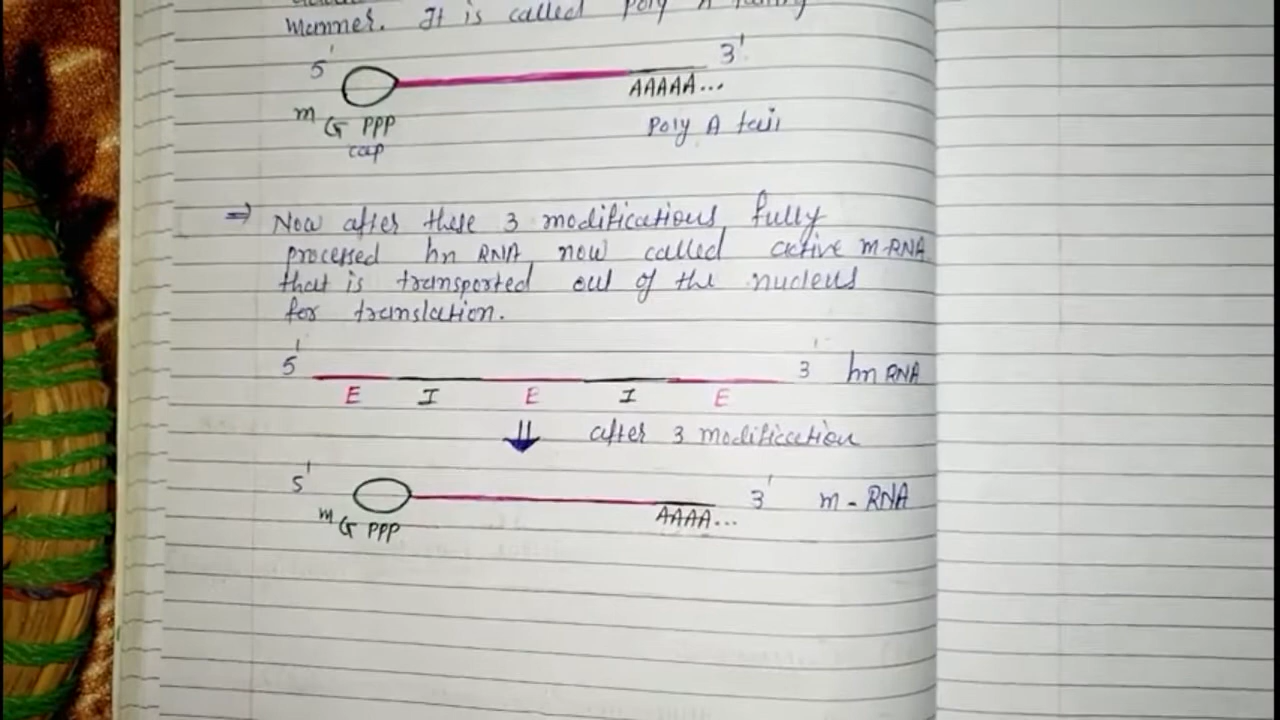 Manner. It is called Poly A tailing
5' 3'
AAAAA...
m G PPP
cap
Poly A tail
⇒ Now after these 3 modifications, fully
processed hn RNA, now called active m-RNA
that is transported out of the nucleus
for translation.
5' 3' hn RNA
E I E I E
⇓ after 3 modification
5' 3' m - RNA
m G PPP AAAA...